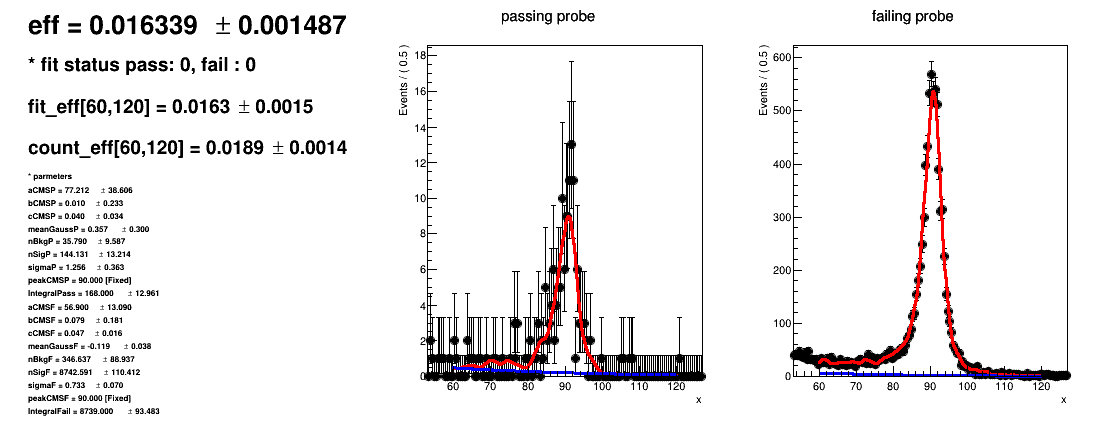 eff = 0.016339 ± 0.001487
* fit status pass: 0, fail : 0
fit_eff[60,120] = 0.0163 ± 0.0015
count_eff[60,120] = 0.0189 ± 0.0014
* parmeters
aCMSP = 77.212 ± 38.606
bCMSP = 0.010 ± 0.233
cCMSP = 0.040 ± 0.034
meanGaussP = 0.357 ± 0.300
nBkgP = 35.790 ± 9.587
nSigP = 144.131 ± 13.214
sigmaP = 1.256 ± 0.363
peakCMSP = 90.000 [Fixed]
IntegralPass = 168.000 ± 12.961
aCMSF = 56.900 ± 13.090
bCMSF = 0.079 ± 0.181
cCMSF = 0.047 ± 0.016
meanGaussF = -0.119 ± 0.038
nBkgF = 346.637 ± 88.937
nSigF = 8742.591 ± 110.412
sigmaF = 0.733 ± 0.070
peakCMSF = 90.000 [Fixed]
IntegralFail = 8739.000 ± 93.483
passing probe
Events / ( 0.5 )
18
16
14
12
10
8
6
4
2
0
60 70 80 90 100 110 120
x
failing probe
Events / ( 0.5 )
600
500
400
300
200
100
0
60 70 80 90 100 110 120
x